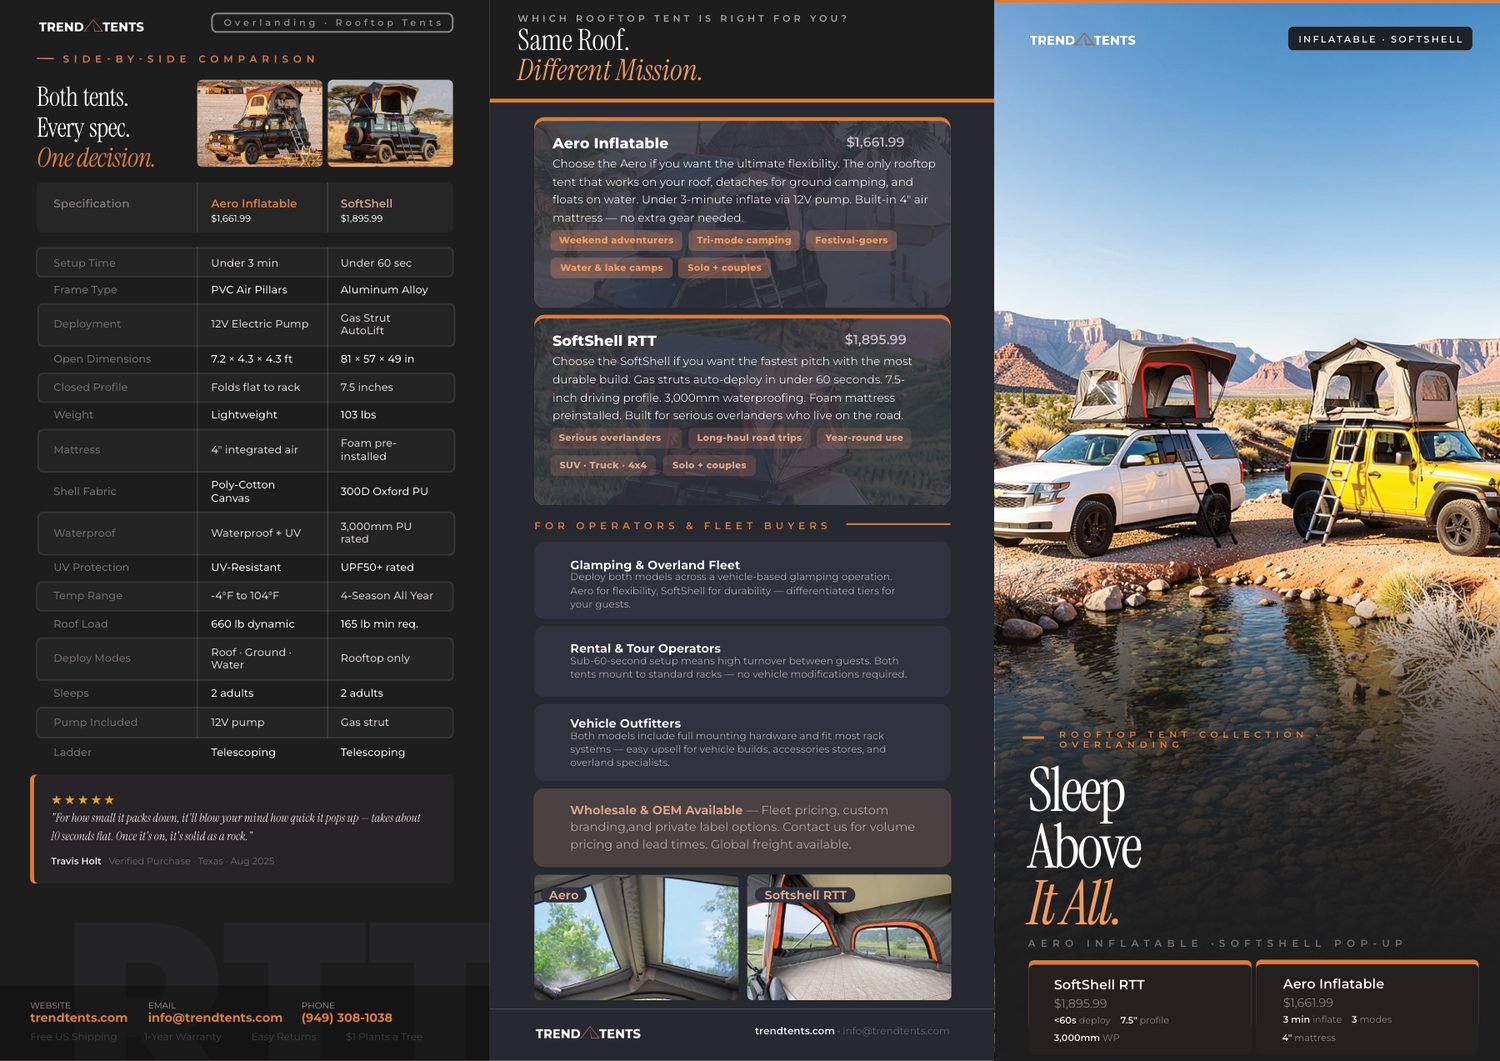 TREND TENTS
Overlanding · Rooftop Tents
SIDE-BY-SIDE COMPARISON
Both tents.
Every spec.
One decision.
Specification
Aero Inflatable
$1,661.99
SoftShell
$1,895.99
Setup Time Under 3 min Under 60 sec
Frame Type PVC Air Pillars Aluminum Alloy
Deployment 12V Electric Pump Gas Strut
AutoLift
Open Dimensions 7.2 × 4.3 × 4.3 ft 81 × 57 × 49 in
Closed Profile Folds flat to rack 7.5 inches
Weight Lightweight 103 lbs
Mattress 4" integrated air Foam pre-
installed
Shell Fabric Poly-Cotton
Canvas 300D Oxford PU
Waterproof Waterproof + UV 3,000mm PU
rated
UV Protection UV-Resistant UPF50+ rated
Temp Range -4°F to 104°F 4-Season All Year
Roof Load 660 lb dynamic 165 lb min req.
Deploy Modes Roof · Ground ·
Water Rooftop only
Sleeps 2 adults 2 adults
Pump Included 12V pump Gas strut
Ladder Telescoping Telescoping
★★★★★
"For how small it packs down, it'll blow your mind how quick it pops up — takes about
10 seconds flat. Once it's on, it's solid as a rock."
Travis Holt Verified Purchase · Texas · Aug 2025
RTT
WEBSITE EMAIL PHONE
trendtents.com info@trendtents.com (949) 308-1038
Free US Shipping 1-Year Warranty Easy Returns $1 Plants a Tree
WHICH ROOFTOP TENT IS RIGHT FOR YOU?
Same Roof.
Different Mission.
Aero Inflatable $1,661.99
Choose the Aero if you want the ultimate flexibility. The only rooftop
tent that works on your roof, detaches for ground camping, and
floats on water. Under 3-minute inflate via 12V pump. Built-in 4" air
mattress — no extra gear needed.
Weekend adventurers Tri-mode camping Festival-goers
Water & lake camps Solo + couples
SoftShell RTT $1,895.99
Choose the SoftShell if you want the fastest pitch with the most
durable build. Gas struts auto-deploy in under 60 seconds. 7.5-
inch driving profile. 3,000mm waterproofing. Foam mattress
preinstalled. Built for serious overlanders who live on the road.
Serious overlanders Long-haul road trips Year-round use
SUV · Truck · 4x4 Solo + couples
FOR OPERATORS & FLEET BUYERS
Glamping & Overland Fleet
Deploy both models across a vehicle-based glamping operation.
Aero for flexibility, SoftShell for durability — differentiated tiers for
your guests.
Rental & Tour Operators
Sub-60-second setup means high turnover between guests. Both
tents mount to standard racks — no vehicle modifications required.
Vehicle Outfitters
Both models include full mounting hardware and fit most rack
systems — easy upsell for vehicle builds, accessories stores, and
overland specialists.
Wholesale & OEM Available — Fleet pricing, custom
branding,and private label options. Contact us for volume
pricing and lead times. Global freight available.
Aero
Softshell RTT
TREND TENTS
trendtents.com · info@trendtents.com
TREND TENTS
INFLATABLE · SOFTSHELL
ROOFTOP TENT COLLECTION ·
OVERLANDING
Sleep
Above
It All.
AERO INFLATABLE ·SOFTSHELL POP-UP
SoftShell RTT
$1,895.99
<60s deploy 7.5" profile
3,000mm WP
Aero Inflatable
$1,661.99
3 min inflate 3 modes
4" mattress